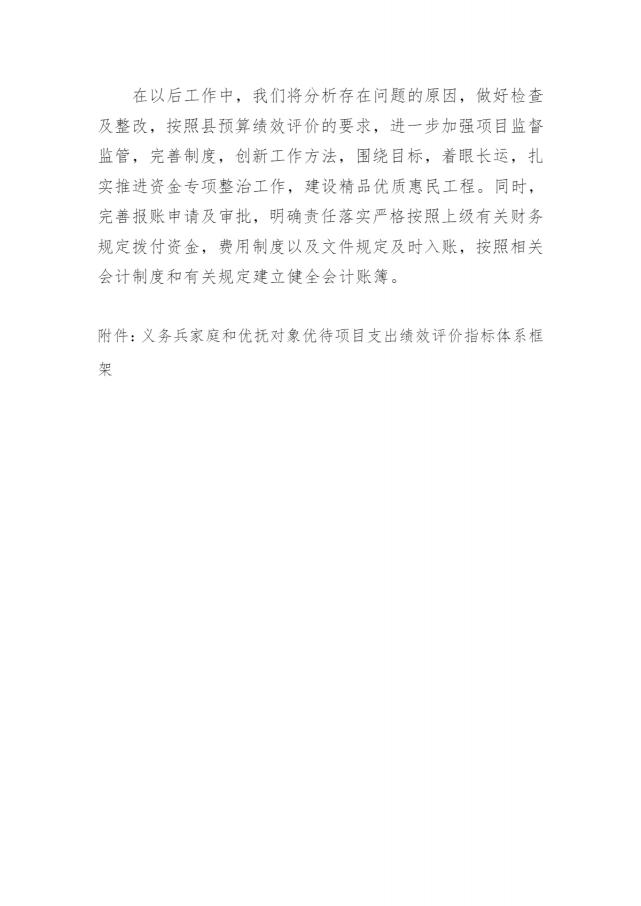 在以后工作中，我们将分析存在问题的原因，做好检查
及整改，按照县预算绩效评价的要求，进一步加强项目监督
监管，完善制度，创新工作方法，围绕目标，着眼长运，扎
实推进资金专项整治工作，建设精品优质惠民工程。同时，
完善报账申请及审批，明确责任落实严格按照上级有关财务
规定拨付资金，费用制度以及文件规定及时入账，按照相关
会计制度和有关规定建立健全会计账簿。
附件：义务兵家庭和优抚对象优待项目支出绩效评价指标体系框
架